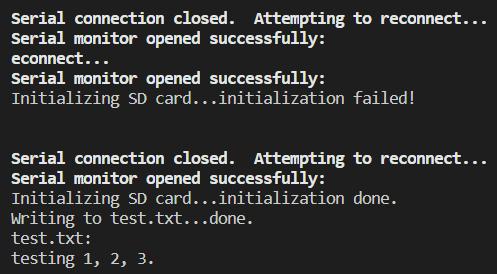 Serial connection closed.  Attempting to reconnect...
Serial monitor opened successfully:
econnect...
Serial monitor opened successfully:
Initializing SD card...initialization failed!
Serial connection closed.  Attempting to reconnect...
Serial monitor opened successfully:
Initializing SD card...initialization done.
Writing to test.txt...done.
test.txt:
testing 1, 2, 3.